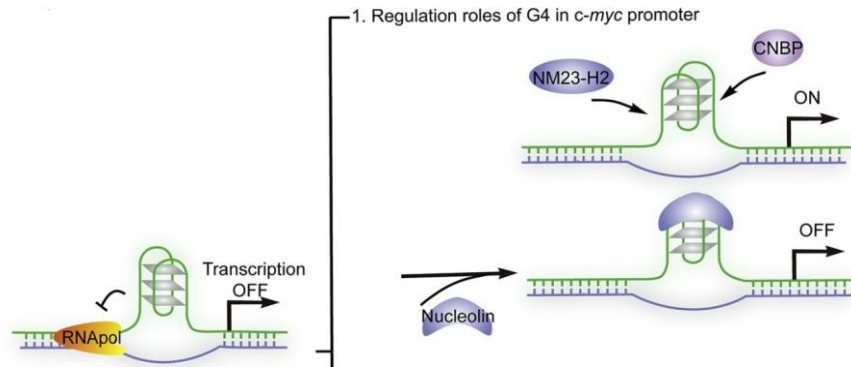 1. Regulation roles of G4 in c-myc promoter
CNBP
NM23-H2
ON
OFF
Transcription
OFF
RNApol
Nucleolin